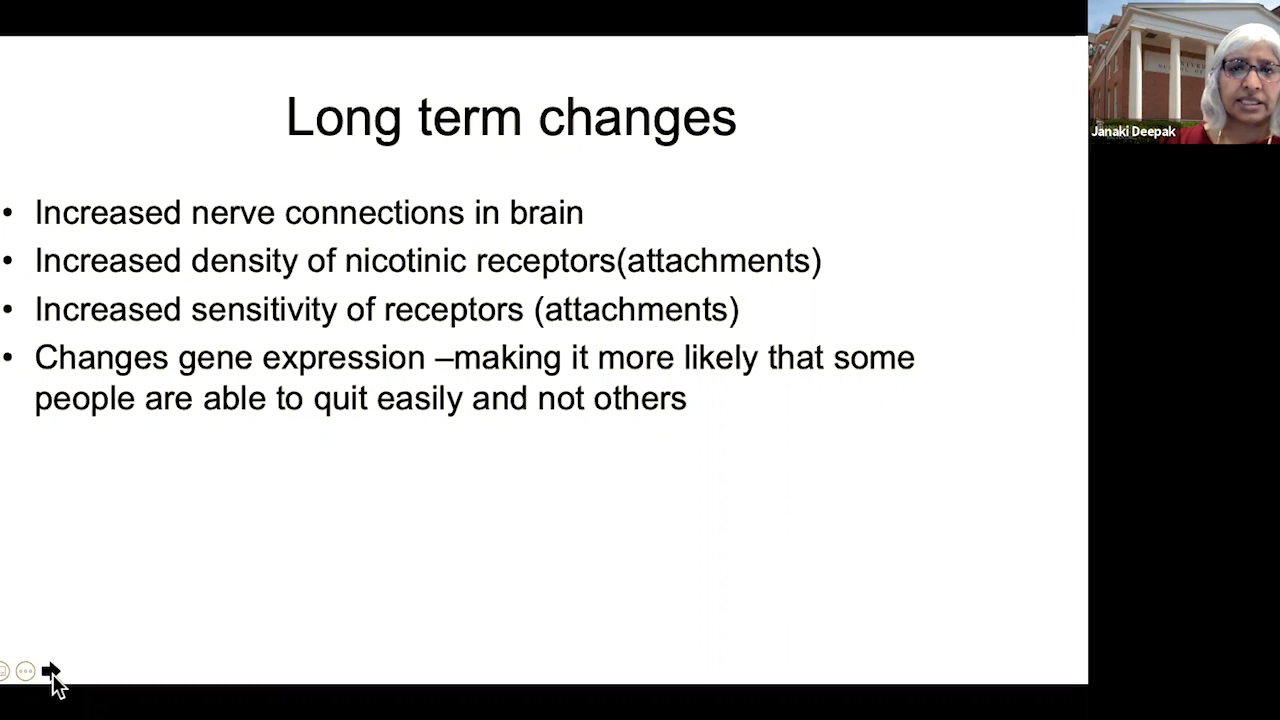 Long term changes
• Increased nerve connections in brain
• Increased density of nicotinic receptors(attachments)
• Increased sensitivity of receptors (attachments)
• Changes gene expression –making it more likely that some
people are able to quit easily and not others
Janaki Deepak